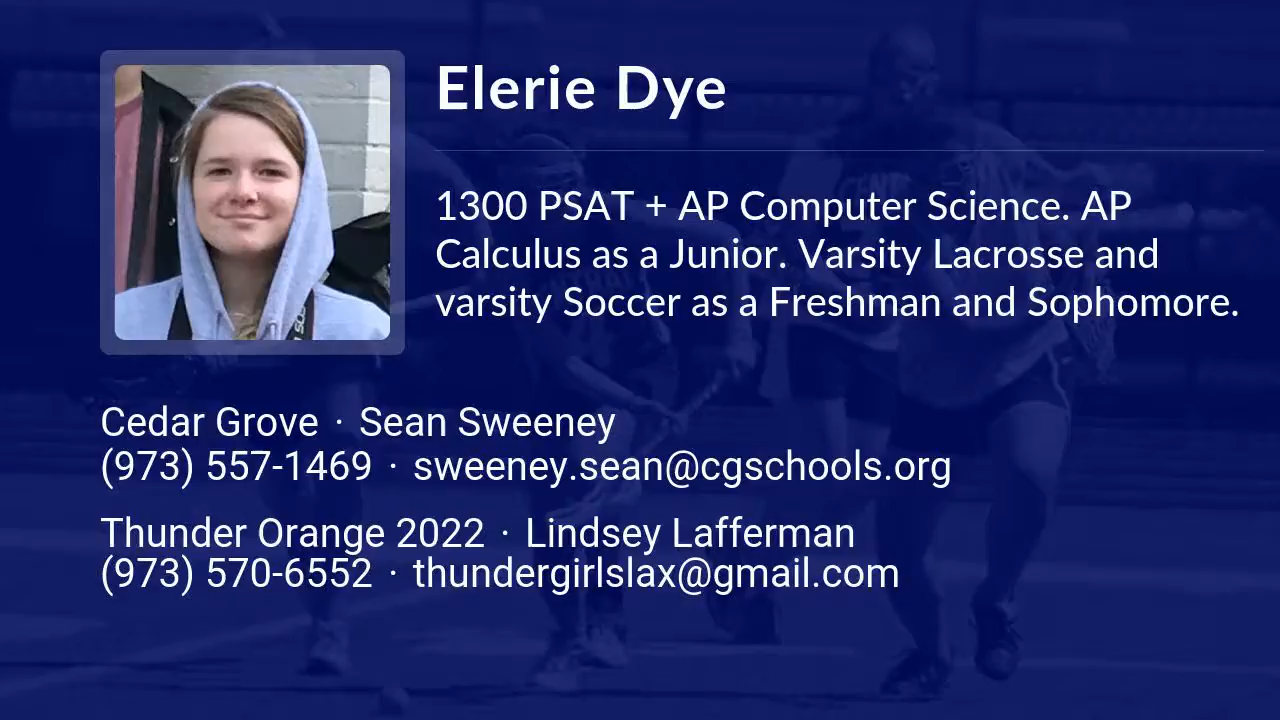 Elerie Dye
1300 PSAT + AP Computer Science. AP
Calculus as a Junior. Varsity Lacrosse and
varsity Soccer as a Freshman and Sophomore.
Cedar Grove · Sean Sweeney
(973) 557-1469 · sweeney.sean@cgschools.org
Thunder Orange 2022 · Lindsey Lafferman
(973) 570-6552 · thundergirlslax@gmail.com